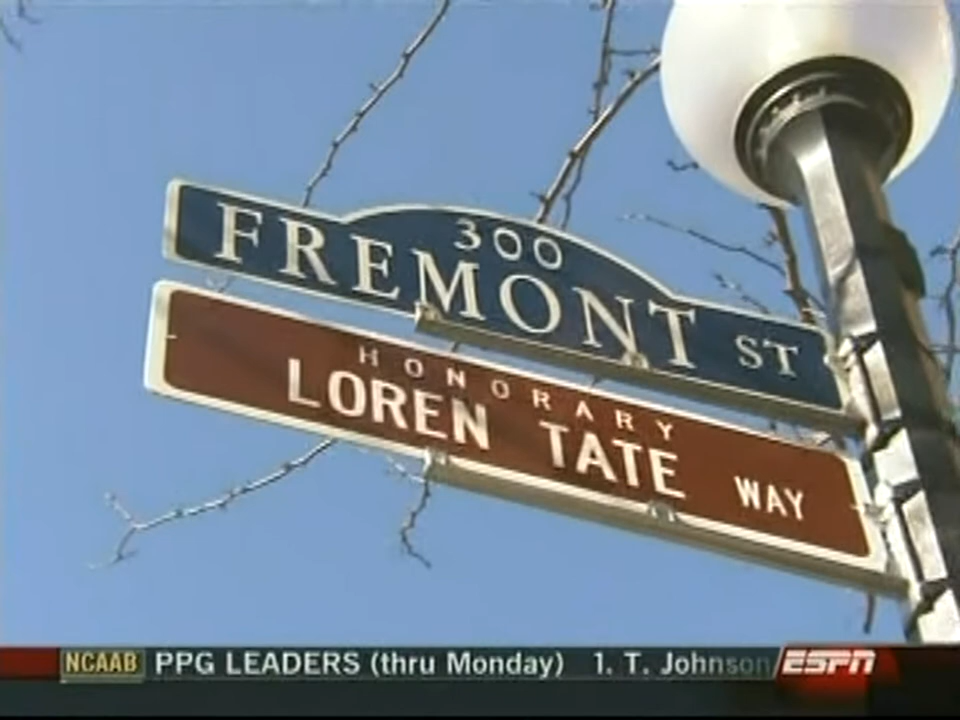 300
FREMONT ST
HONORARY
LOREN TATE WAY
NCAAB PPG LEADERS (thru Monday) 1. T. Johnson ESPN